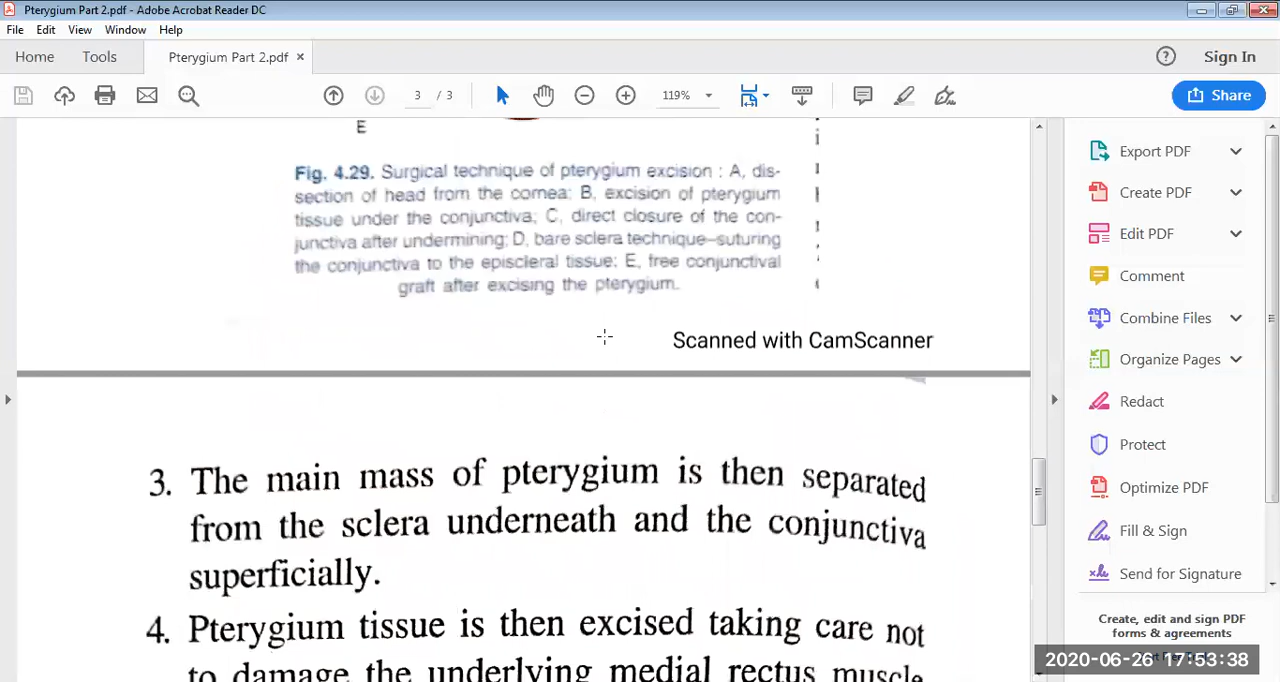 Pterygium Part 2.pdf - Adobe Acrobat Reader DC
File Edit View Window Help
Home Tools Pterygium Part 2.pdf ×
Sign In
3 / 3
119%
Share
E
Fig. 4.29. Surgical technique of pterygium excision : A, dis-
section of head from the cornea; B, excision of pterygium
tissue under the conjunctiva; C, direct closure of the con-
junctiva after undermining; D, bare sclera technique–suturing
the conjunctiva to the episcleral tissue; E, free conjunctival
graft after excising the pterygium.
Scanned with CamScanner
3. The main mass of pterygium is then separated
from the sclera underneath and the conjunctiva
superficially.
4. Pterygium tissue is then excised taking care not
to damage the underlying medial rectus muscle
Export PDF
Create PDF
Edit PDF
Comment
Combine Files
Organize Pages
Redact
Protect
Optimize PDF
Fill & Sign
Send for Signature
Create, edit and sign PDF
forms & agreements
2020-06-26 17:53:38